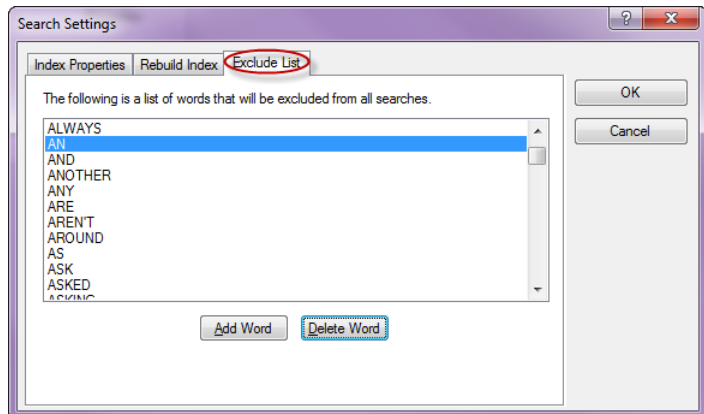 Search Settings
Index Properties Rebuild Index Exclude List
The following is a list of words that will be excluded from all searches.
OK
Cancel
ALWAYS
AN
AND
ANOTHER
ANY
ARE
AREN'T
AROUND
AS
ASK
ASKED
ASKING
Add Word Delete Word